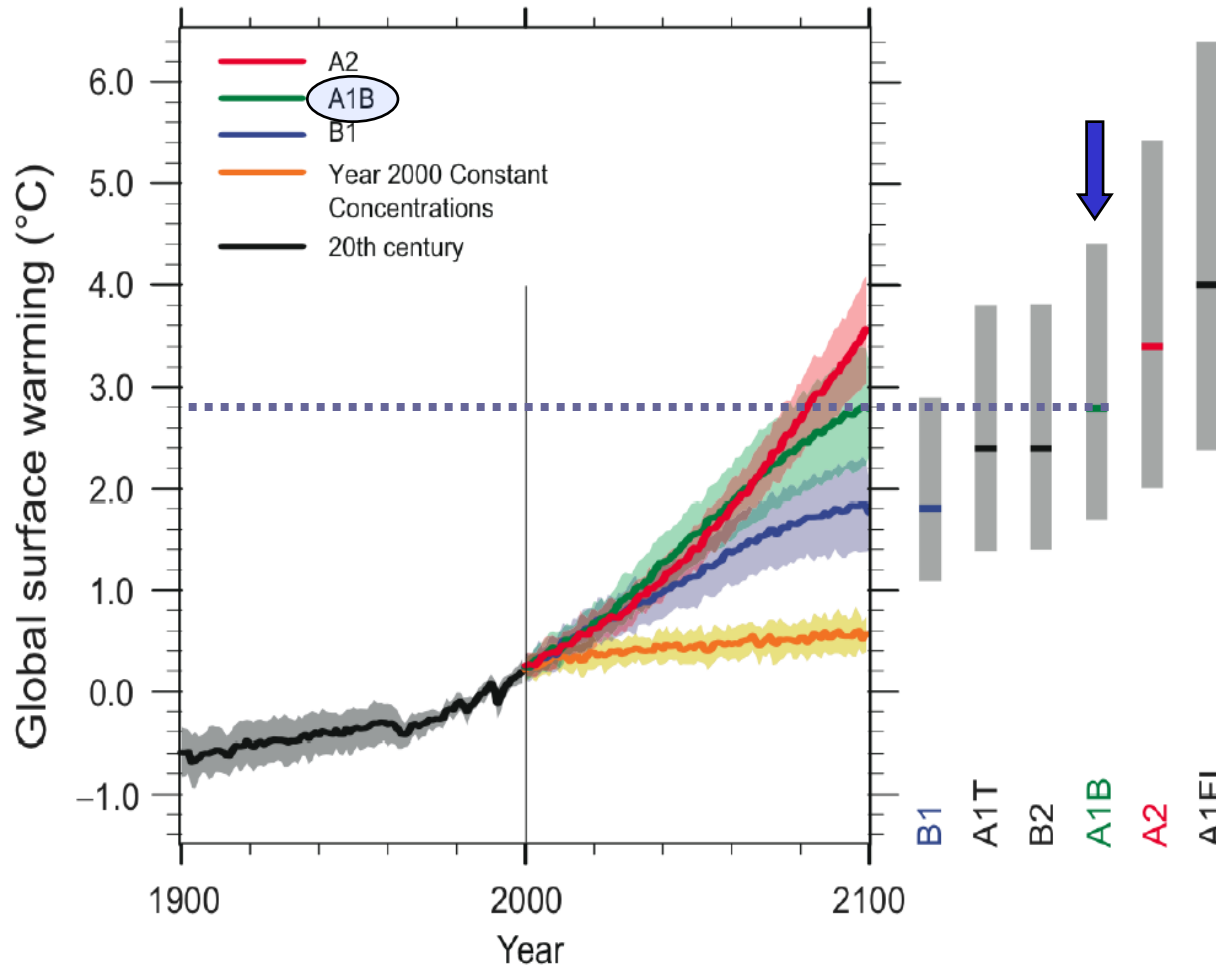 Global surface warming (°C)
6.0
5.0
4.0
3.0
2.0
1.0
0.0
−1.0
A2
A1B
B1
Year 2000 Constant
Concentrations
20th century
1900
2000
2100
Year
B1
A1T
B2
A1B
A2